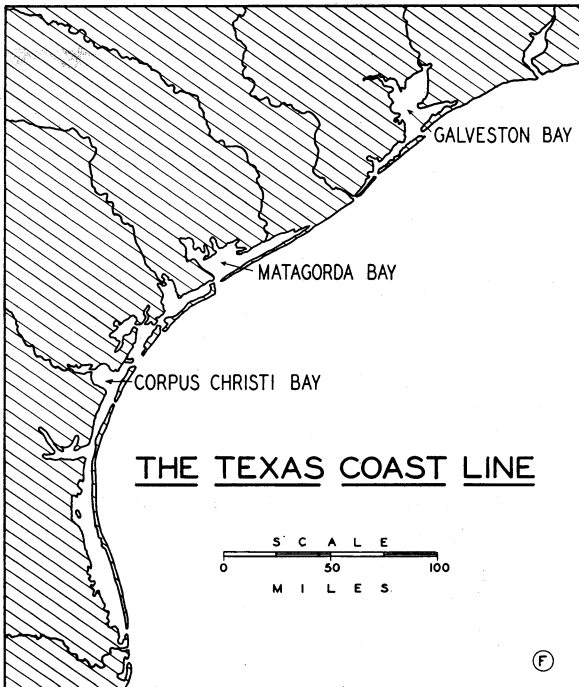 GALVESTON BAY
MATAGORDA BAY
CORPUS CHRISTI BAY
THE TEXAS COAST LINE
SCALE
0 50 100
MILES
F